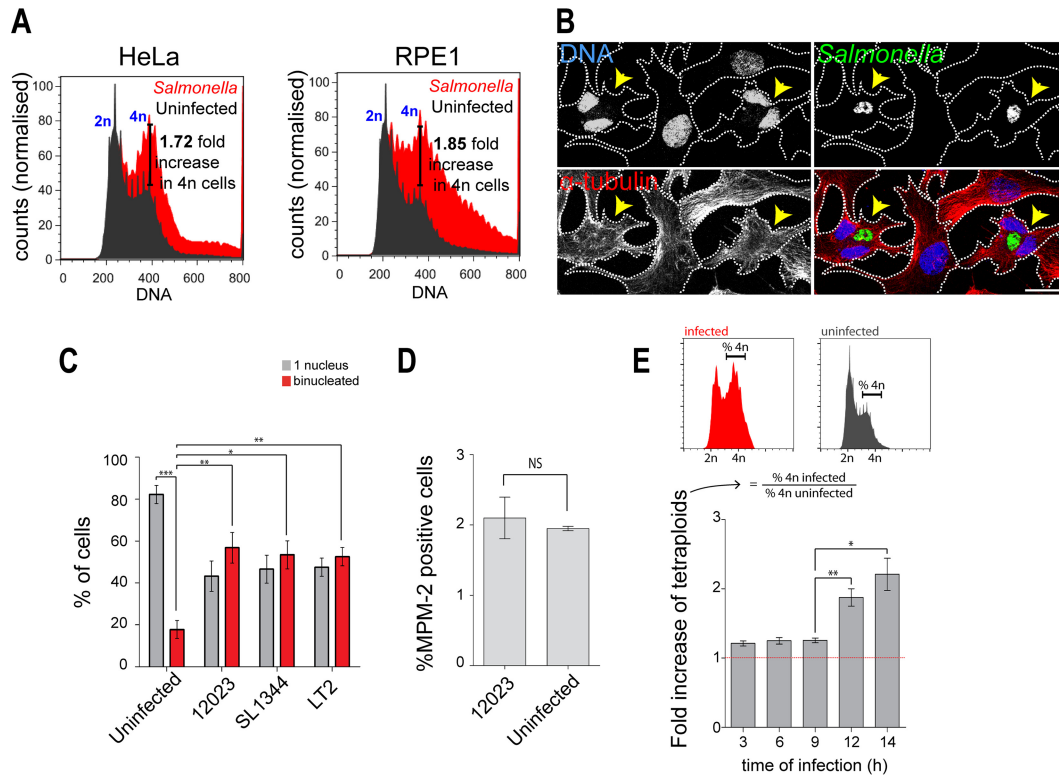 A
HeLa
counts (normalised)
100
80
60
40
20
0
Salmonella
Uninfected
2n
4n
1.72 fold
increase
in 4n cells
0
200
400
600
800
DNA
RPE1
counts (normalised)
100
80
60
40
20
0
Salmonella
Uninfected
2n
4n
1.85 fold
increase
in 4n cells
0
200
400
600
800
DNA
B
DNA
Salmonella
α-tubulin
C
1 nucleus
binucleated
% of cells
100
80
60
40
20
0
***
**
*
**
Uninfected
12023
SL1344
LT2
D
%MPM-2 positive cells
3
2
1
0
NS
12023
Uninfected
E
infected
% 4n
2n
4n
uninfected
% 4n
2n
4n
= % 4n infected
% 4n uninfected
Fold increase of tetraploids
3
2
1
0
**
*
3
6
9
12
14
time of infection (h)